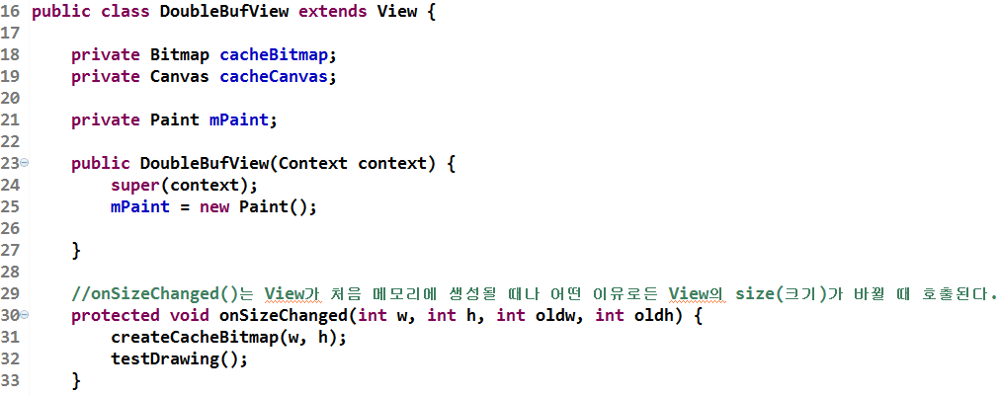 16 public class DoubleBufView extends View {
17
18     private Bitmap cacheBitmap;
19     private Canvas cacheCanvas;
20
21     private Paint mPaint;
22
23     public DoubleBufView(Context context) {
24         super(context);
25         mPaint = new Paint();
26
27     }
28
29     //onSizeChanged()는 View가 처음 메모리에 생성될 때나 어떤 이유로든 View의 size(크기)가 바뀔 때 호출된다.
30     protected void onSizeChanged(int w, int h, int oldw, int oldh) {
31         createCacheBitmap(w, h);
32         testDrawing();
33     }